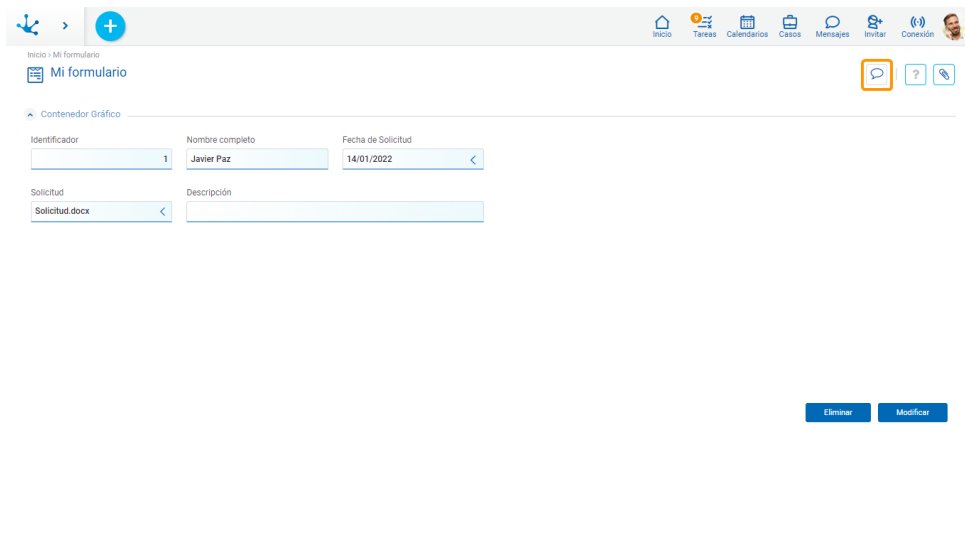 Inicio
9
Tareas
Calendarios
Casos
Mensajes
Invitar
Conexión
Inicio > Mi formulario
Mi formulario
?
Contenedor Gráfico
Identificador
Nombre completo
Fecha de Solicitud
1
Javier Paz
14/01/2022
Solicitud
Descripción
Solicitud.docx
Eliminar
Modificar